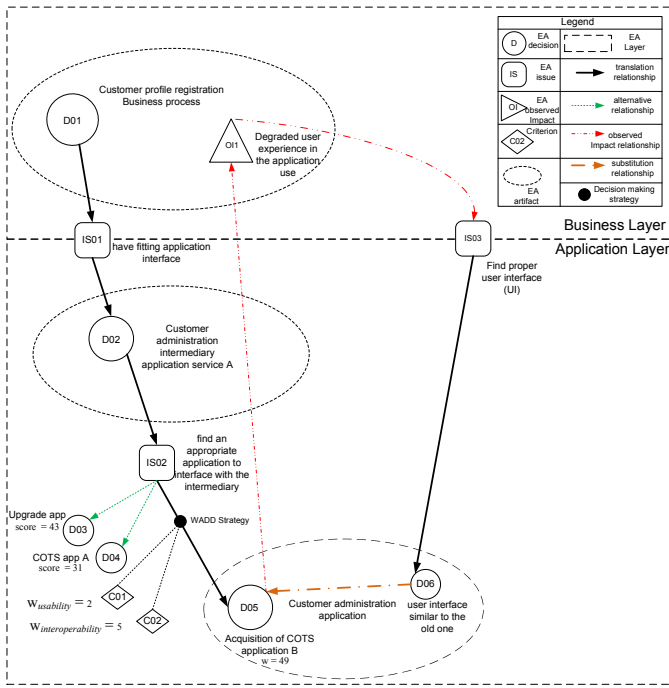 Customer profile registration
Business process
D01
OI1
Degraded user
experience in
the application
use
Legend
D
EA
decision
EA
Layer
IS
EA
issue
translation
relationship
OI
EA
observed
Impact
alternative
relationship
C02
Criterion
observed
Impact relationship
EA
artifact
substitution
relationship
Decision making
strategy
Business Layer
Application Layer
IS01
have fitting application
interface
IS03
Find proper
user interface
(UI)
D02
Customer
administration
intermediary
application service A
IS02
find an
appropriate
application to
interface with the
intermediary
Upgrade app
score = 43
D03
WADD Strategy
COTS app A
score = 31
D04
C01
Wusability = 2
C02
Winteroperability = 5
D05
Customer administration
application
D06
user interface
similar to the
old one
Acquisition of COTS
application B
w = 49